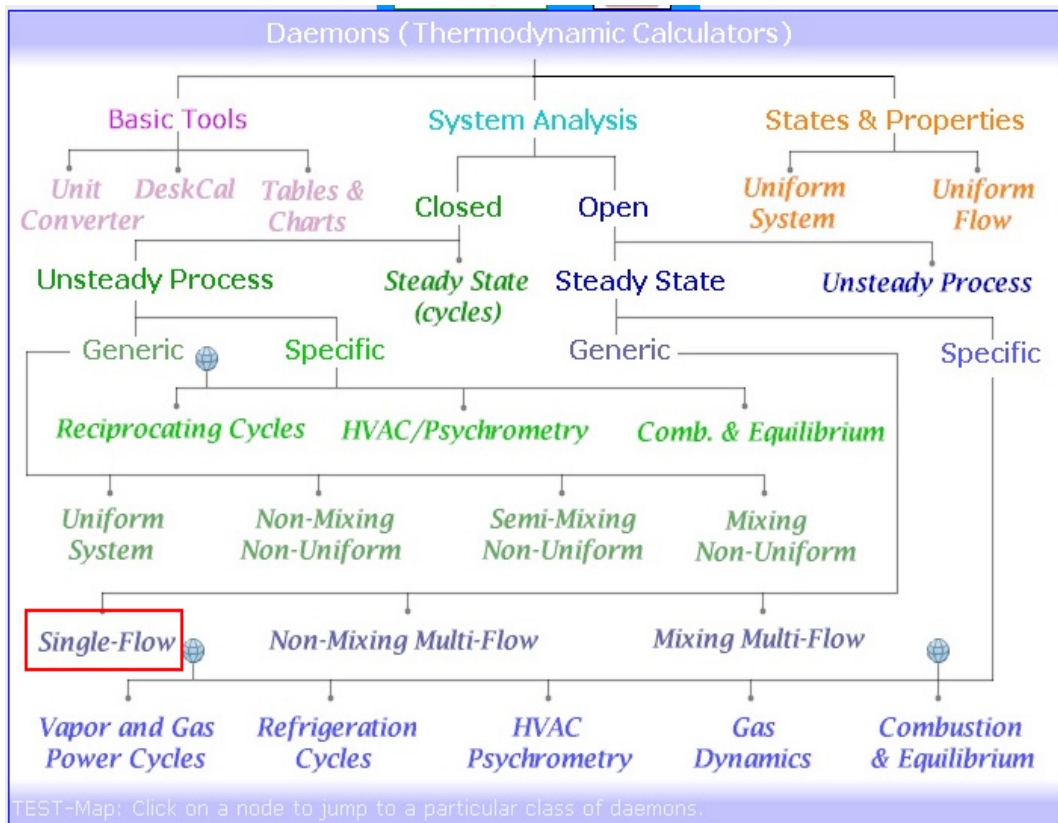 Daemons (Thermodynamic Calculators)
Basic Tools
System Analysis
States & Properties
Unit
Converter
DeskCal
Tables &
Charts
Closed
Open
Uniform
System
Uniform
Flow
Unsteady Process
Steady State
(cycles)
Steady State
Unsteady Process
Generic
Specific
Generic
Specific
Reciprocating Cycles
HVAC/Psychrometry
Comb. & Equilibrium
Uniform
System
Non-Mixing
Non-Uniform
Semi-Mixing
Non-Uniform
Mixing
Non-Uniform
Single-Flow
Non-Mixing Multi-Flow
Mixing Multi-Flow
Vapor and Gas
Power Cycles
Refrigeration
Cycles
HVAC
Psychrometry
Gas
Dynamics
Combustion
& Equilibrium
TEST-Map: Click on a node to jump to a particular class of daemons.